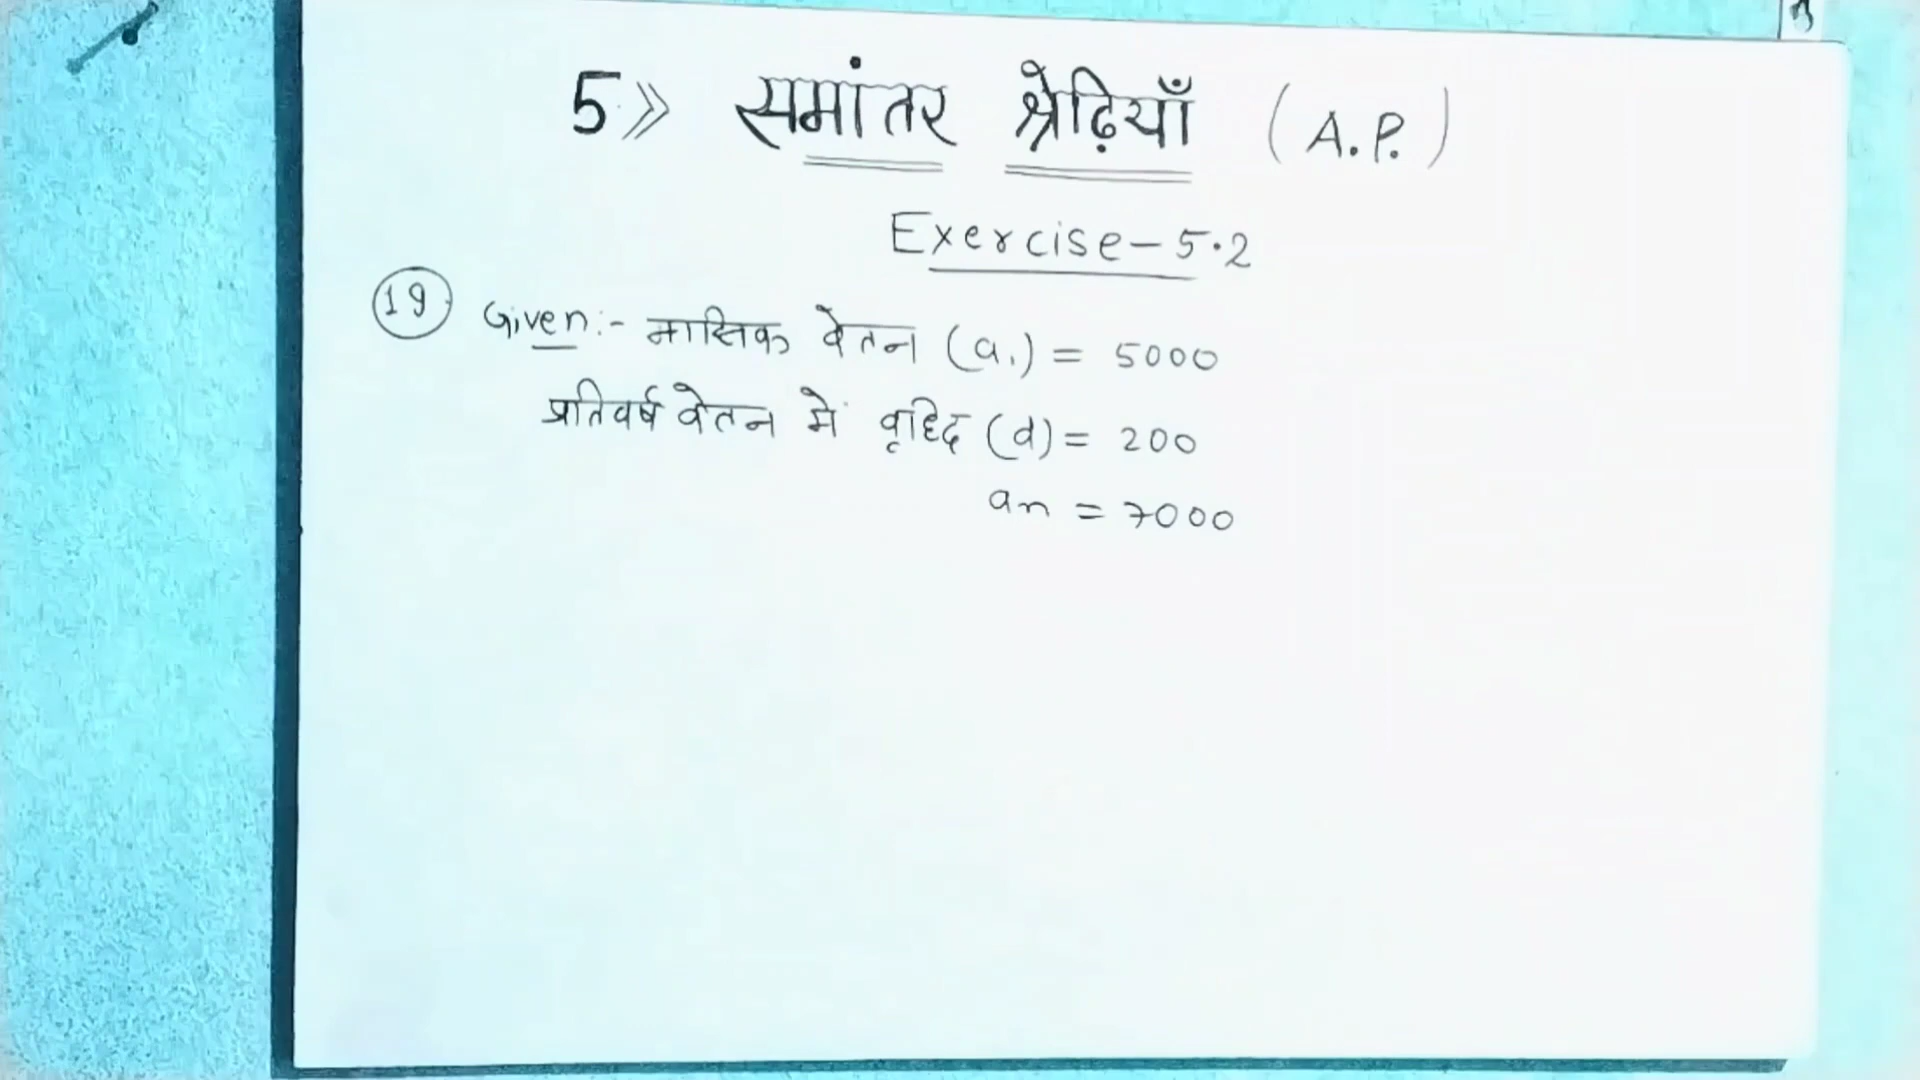 5》 समांतर श्रेढ़ियाँ (A.P.)
Exercise-5.2
19 Given:- मासिक वेतन (a₁) = 5000
प्रतिवर्ष वेतन में वृद्धि (d) = 200
an = 7000